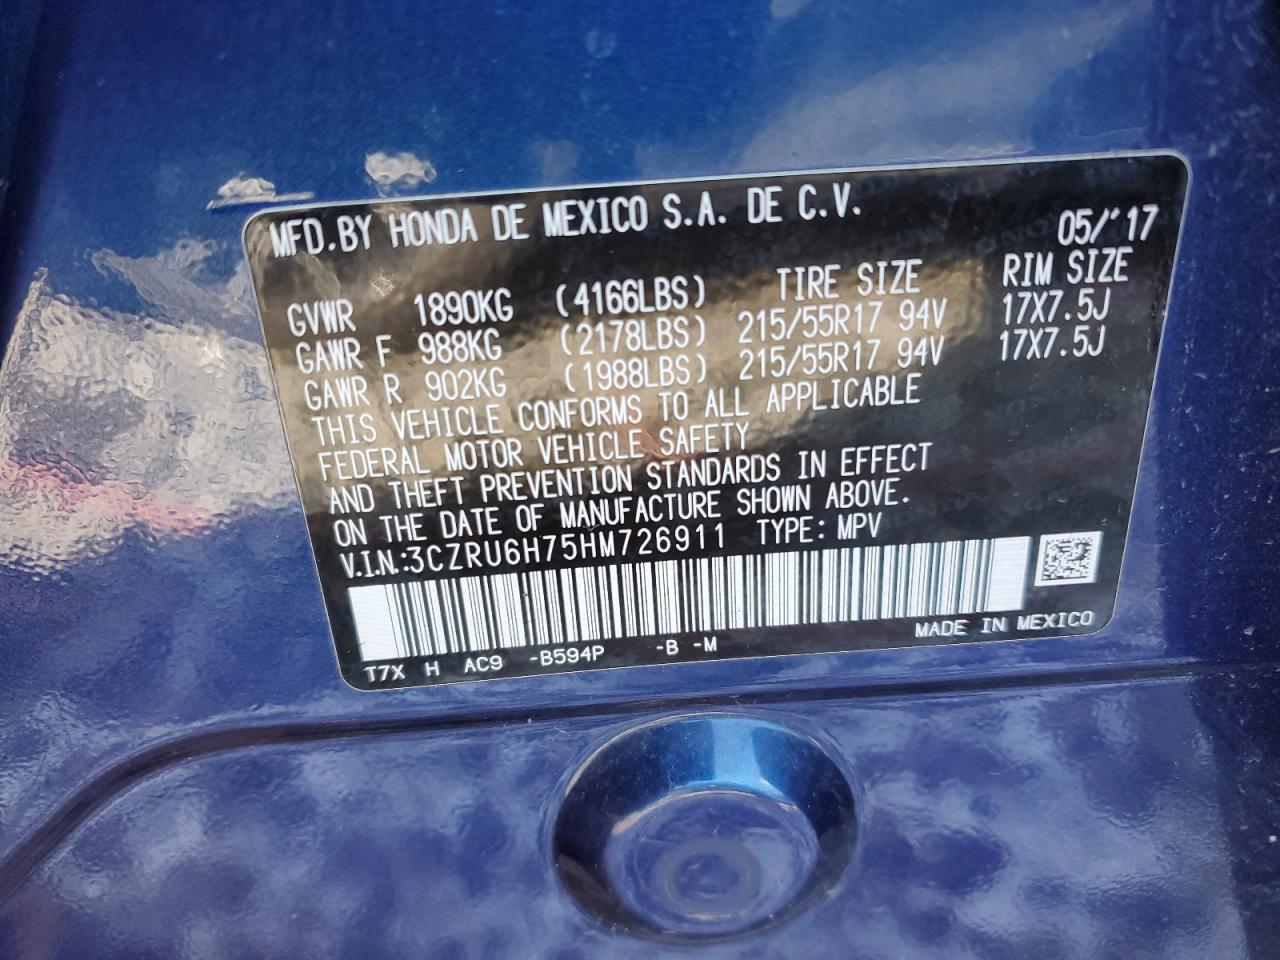 MFD.BY HONDA DE MEXICO S.A. DE C.V.
05/'17
GVWR 1890KG (4166LBS) TIRE SIZE RIM SIZE
GAWR F 988KG (2178LBS) 215/55R17 94V 17X7.5J
GAWR R 902KG (1988LBS) 215/55R17 94V 17X7.5J
THIS VEHICLE CONFORMS TO ALL APPLICABLE
FEDERAL MOTOR VEHICLE SAFETY
AND THEFT PREVENTION STANDARDS IN EFFECT
ON THE DATE OF MANUFACTURE SHOWN ABOVE.
V.I.N.:3CZRU6H75HM726911 TYPE: MPV
MADE IN MEXICO
T7X H AC9 -B594P -B -M